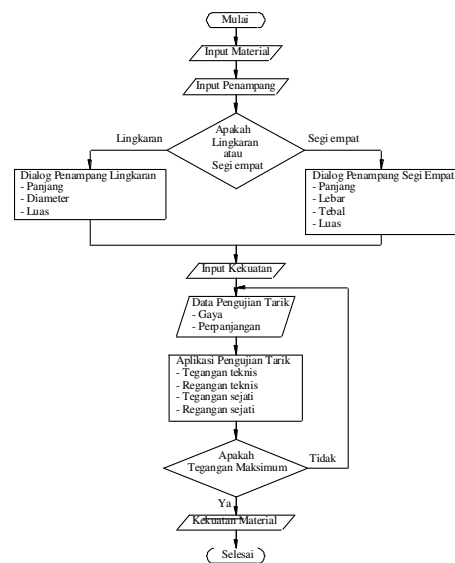 Mulai
Input Material
Input Penampang
Apakah
Lingkaran
atau
Segi empat
Lingkaran
Segi empat
Dialog Penampang Lingkaran
- Panjang
- Diameter
- Luas
Dialog Penampang Segi Empat
- Panjang
- Lebar
- Tebal
- Luas
Input Kekuatan
Data Pengujian Tarik
- Gaya
- Perpanjangan
Aplikasi Pengujian Tarik
- Tegangan teknis
- Regangan teknis
- Tegangan sejati
- Regangan sejati
Apakah
Tegangan Maksimum
Tidak
Ya
Kekuatan Material
Selesai